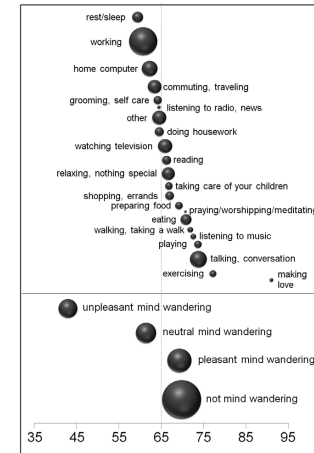 rest/sleep
working
home computer
commuting, traveling
grooming, self care
listening to radio, news
other
doing housework
watching television
reading
relaxing, nothing special
taking care of your children
shopping, errands
preparing food
praying/worshipping/meditating
eating
walking, taking a walk
listening to music
playing
talking, conversation
exercising
making
love
unpleasant mind wandering
neutral mind wandering
pleasant mind wandering
not mind wandering
35 45 55 65 75 85 95